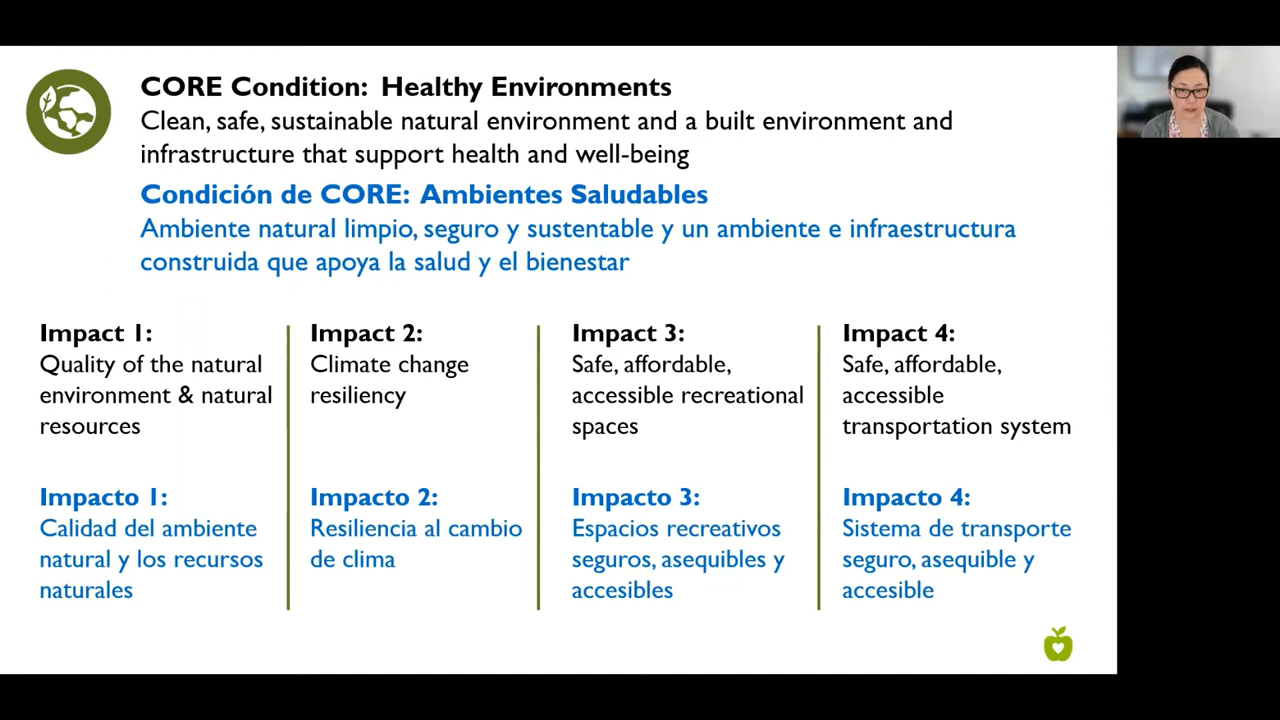 CORE Condition: Healthy Environments
Clean, safe, sustainable natural environment and a built environment and
infrastructure that support health and well-being
Condición de CORE: Ambientes Saludables
Ambiente natural limpio, seguro y sustentable y un ambiente e infraestructura
construida que apoya la salud y el bienestar
Impact 1:
Quality of the natural
environment & natural
resources
Impact 2:
Climate change
resiliency
Impact 3:
Safe, affordable,
accessible recreational
spaces
Impact 4:
Safe, affordable,
accessible
transportation system
Impacto 1:
Calidad del ambiente
natural y los recursos
naturales
Impacto 2:
Resiliencia al cambio
de clima
Impacto 3:
Espacios recreativos
seguros, asequibles y
accesibles
Impacto 4:
Sistema de transporte
seguro, asequible y
accesible